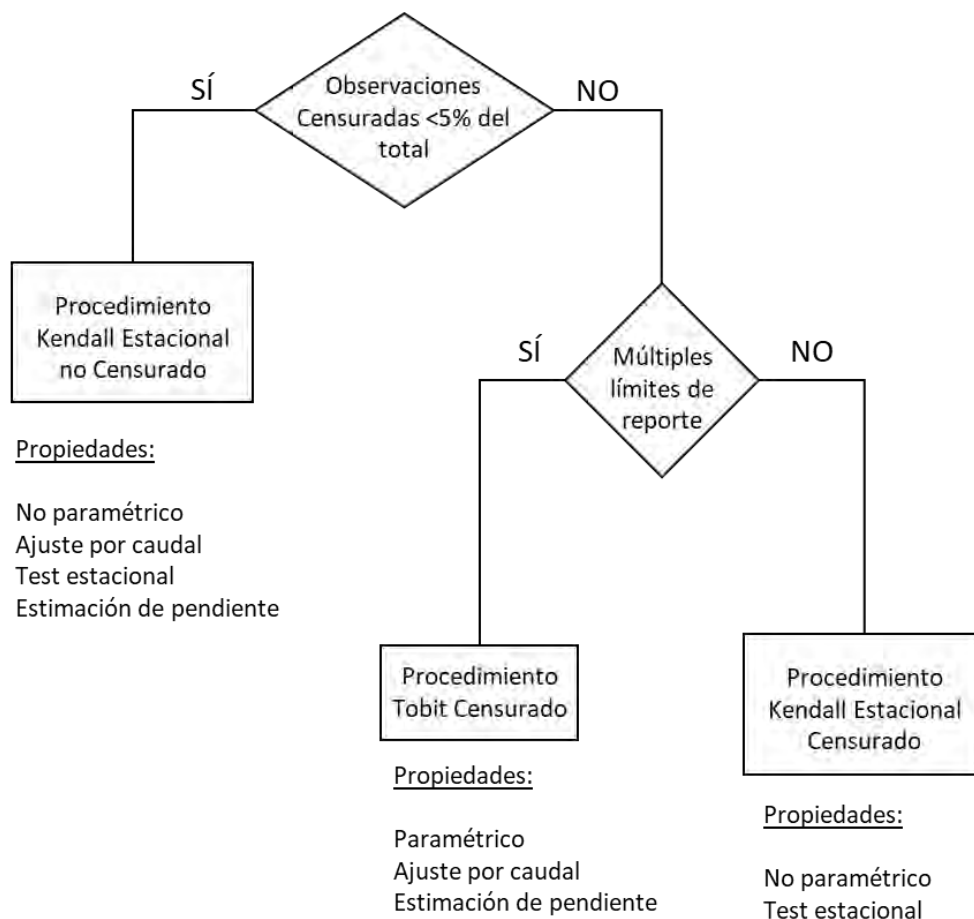 SÍ
Observaciones
Censuradas <5% del
total
NO
Procedimiento
Kendall Estacional
no Censurado
Propiedades:
No paramétrico
Ajuste por caudal
Test estacional
Estimación de pendiente
SÍ
Múltiples
límites de
reporte
NO
Procedimiento
Tobit Censurado
Propiedades:
Paramétrico
Ajuste por caudal
Estimación de pendiente
Procedimiento
Kendall Estacional
Censurado
Propiedades:
No paramétrico
Test estacional